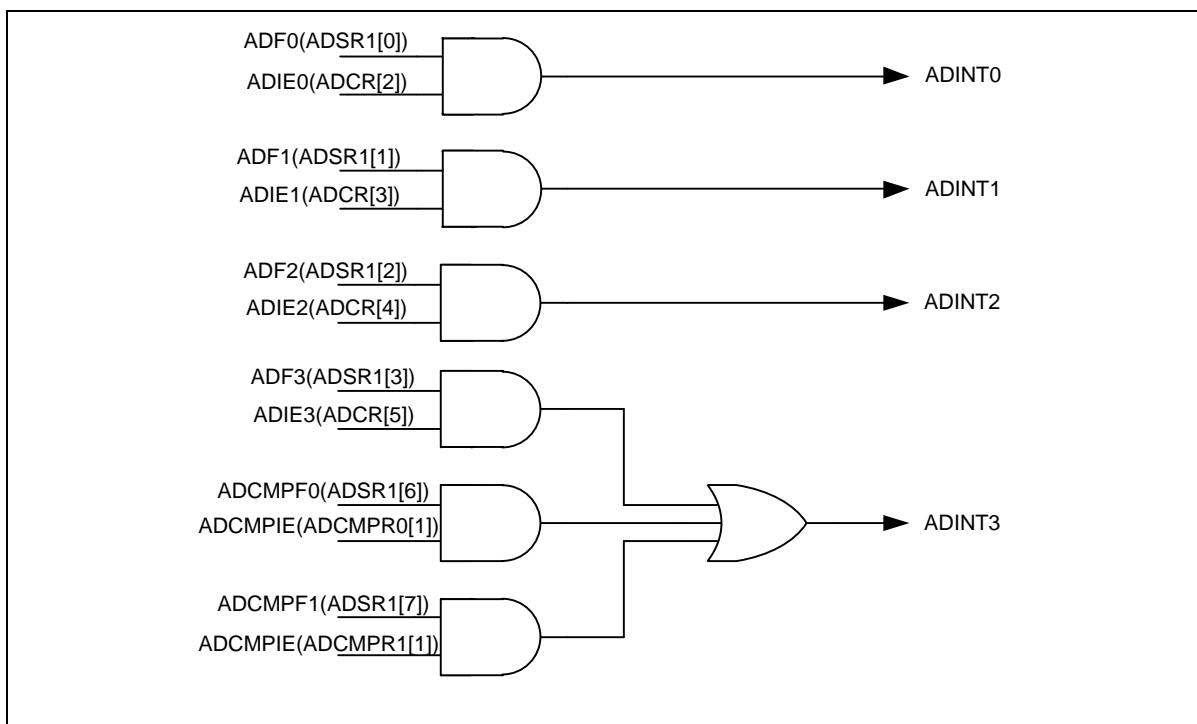 ADF0(ADSR1[0])
ADIE0(ADCR[2])
ADINT0
ADF1(ADSR1[1])
ADIE1(ADCR[3])
ADINT1
ADF2(ADSR1[2])
ADIE2(ADCR[4])
ADINT2
ADF3(ADSR1[3])
ADIE3(ADCR[5])
ADCMPF0(ADSR1[6])
ADCMPIE(ADCMPR0[1])
ADINT3
ADCMPF1(ADSR1[7])
ADCMPIE(ADCMPR1[1])